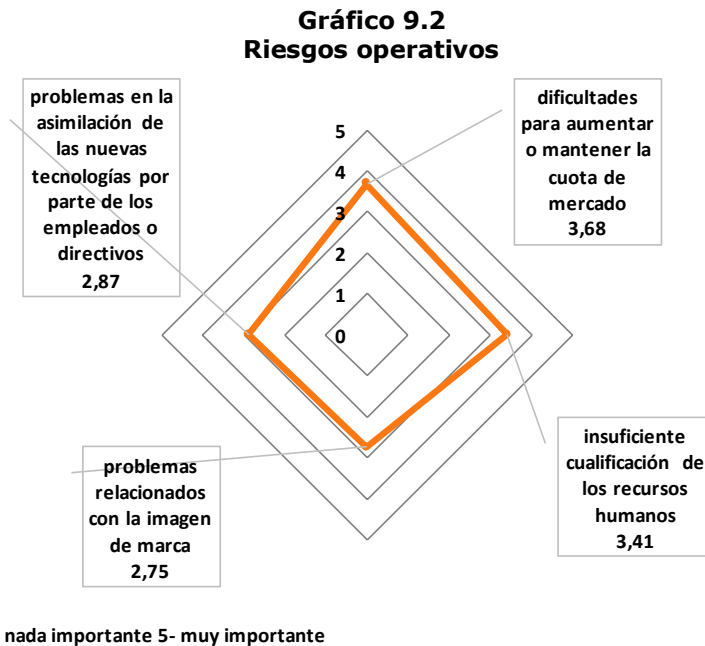 Gráfico 9.2
Riesgos operativos
problemas en la
asimilación de
las nuevas
tecnologías por
parte de los
empleados o
directivos
2,87
dificultades
para aumentar
o mantener la
cuota de
mercado
3,68
5
4
3
2
1
0
problemas
relacionados
con la imagen
de marca
2,75
insuficiente
cualificación de
los recursos
humanos
3,41
nada importante 5- muy importante